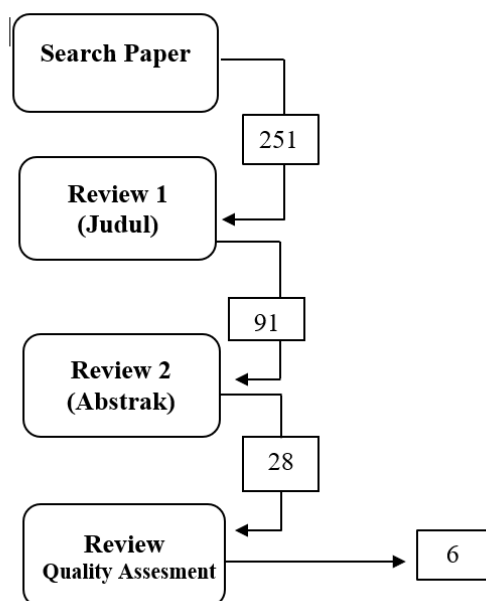 Search Paper
251
Review 1
(Judul)
91
Review 2
(Abstrak)
28
Review
Quality Assesment
6